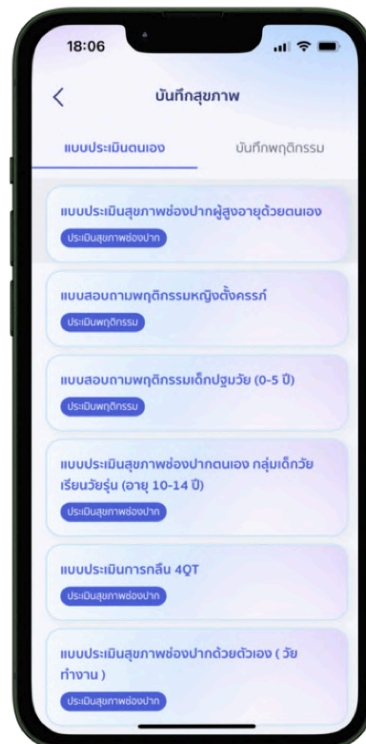 18:06
บันทึกสุขภาพ
แบบประเมินตนเอง
บันทึกพฤติกรรม
แบบประเมินสุขภาพช่องปากผู้สูงอายุด้วยตนเอง
ประเมินสุขภาพช่องปาก
แบบสอบถามพฤติกรรมหญิงตั้งครรภ์
ประเมินพฤติกรรม
แบบสอบถามพฤติกรรมเด็กปฐมวัย (0-5 ปี)
ประเมินพฤติกรรม
แบบประเมินสุขภาพช่องปากตนเอง กลุ่มเด็กวัย
เรียนวัยรุ่น (อายุ 10-14 ปี)
ประเมินสุขภาพช่องปาก
แบบประเมินการกลืน 4QT
ประเมินสุขภาพช่องปาก
แบบประเมินสุขภาพช่องปากด้วยตัวเอง ( วัย
ทำงาน )
ประเมินสุขภาพช่องปาก